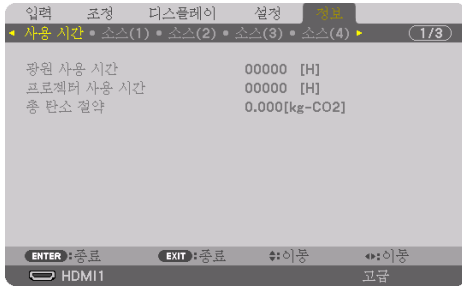 입력 조정 디스플레이 설정 정보
◂ 사용 시간 • 소스(1) • 소스(2) • 소스(3) • 소스(4) ▸ (1/3)
광원 사용 시간 00000 [H]
프로젝터 사용 시간 00000 [H]
총 탄소 절약 0.000[kg-CO2]
ENTER:종료 EXIT:종료 ♦:이동 ◂▸:이동
HDMI1 고급